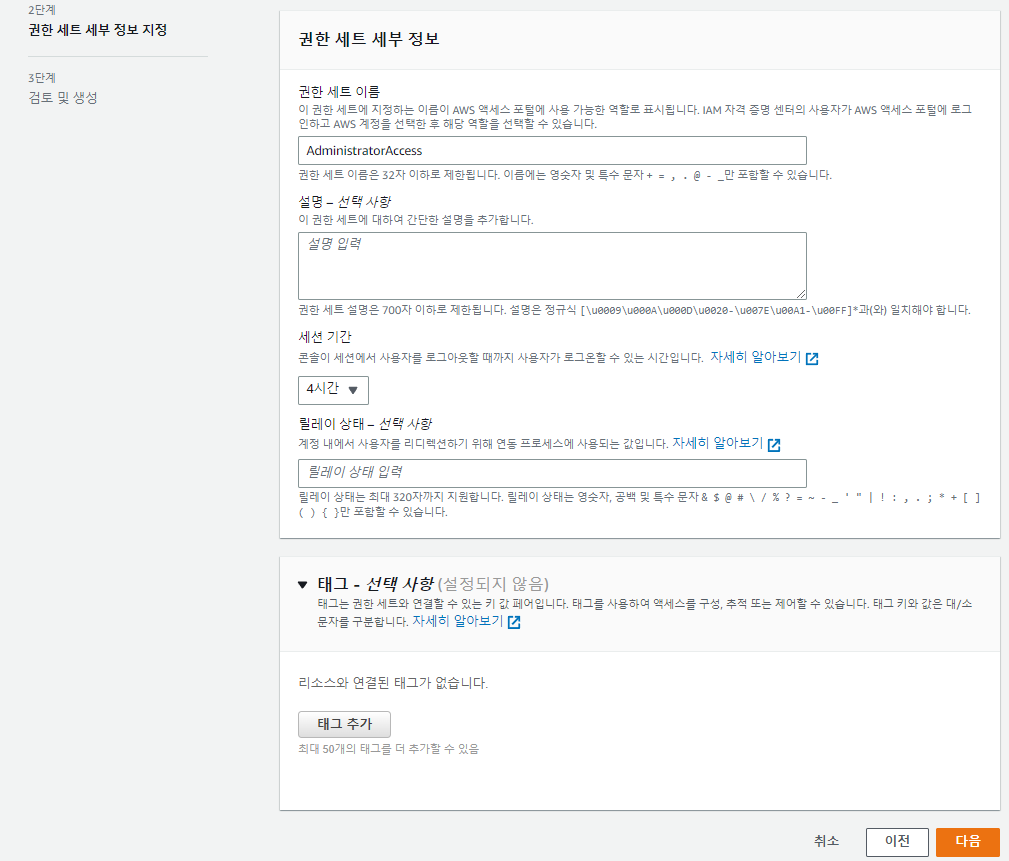 2단계
권한 세트 세부 정보 지정
3단계
검토 및 생성
권한 세트 세부 정보
권한 세트 이름
이 권한 세트에 지정하는 이름이 AWS 액세스 포털에 사용 가능한 역할로 표시됩니다. IAM 자격 증명 센터의 사용자가 AWS 액세스 포털에 로그
인하고 AWS 계정을 선택한 후 해당 역할을 선택할 수 있습니다.
AdministratorAccess
권한 세트 이름은 32자 이하로 제한됩니다. 이름에는 영숫자 및 특수 문자 + = , . @ - _만 포함할 수 있습니다.
설명 – 선택 사항
이 권한 세트에 대하여 간단한 설명을 추가합니다.
설명 입력
권한 세트 설명은 700자 이하로 제한됩니다. 설명은 정규식 [\u0009\u000A\u000D\u0020-\u007E\u00A1-\u00FF]*과(와) 일치해야 합니다.
세션 기간
콘솔이 세션에서 사용자를 로그아웃할 때까지 사용자가 로그온할 수 있는 시간입니다. 자세히 알아보기
4시간
릴레이 상태 – 선택 사항
계정 내에서 사용자를 리디렉션하기 위해 연동 프로세스에 사용되는 값입니다. 자세히 알아보기
릴레이 상태 입력
릴레이 상태는 최대 320자까지 지원합니다. 릴레이 상태는 영숫자, 공백 및 특수 문자 & $ @ # \ / % ? = ~ - _ ' " | ! : , . ; * + [ ]
( ) { }만 포함할 수 있습니다.
태그 - 선택 사항 (설정되지 않음)
태그는 권한 세트와 연결할 수 있는 키 값 페어입니다. 태그를 사용하여 액세스를 구성, 추적 또는 제어할 수 있습니다. 태그 키와 값은 대/소
문자를 구분합니다. 자세히 알아보기
리소스와 연결된 태그가 없습니다.
태그 추가
최대 50개의 태그를 더 추가할 수 있음
취소
이전
다음